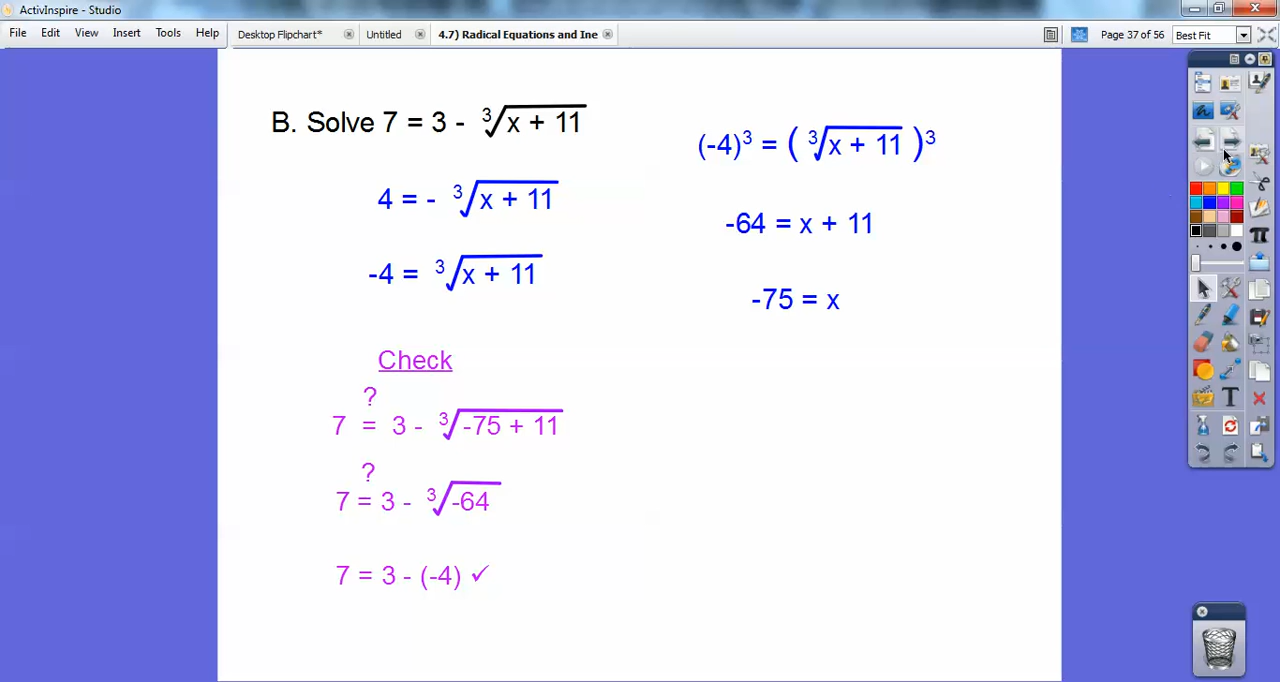 ActivInspire - Studio
File Edit View Insert Tools Help
Desktop Flipchart* Untitled 4.7) Radical Equations and Ine
Page 37 of 56 Best Fit
B. Solve 7 = 3 - ∛(x + 11)
4 = - ∛(x + 11)
-4 = ∛(x + 11)
(-4)³ = ( ∛(x + 11) )³
-64 = x + 11
-75 = x
Check
?
7 = 3 - ∛(-75 + 11)
?
7 = 3 - ∛(-64)
7 = 3 - (-4) ✓